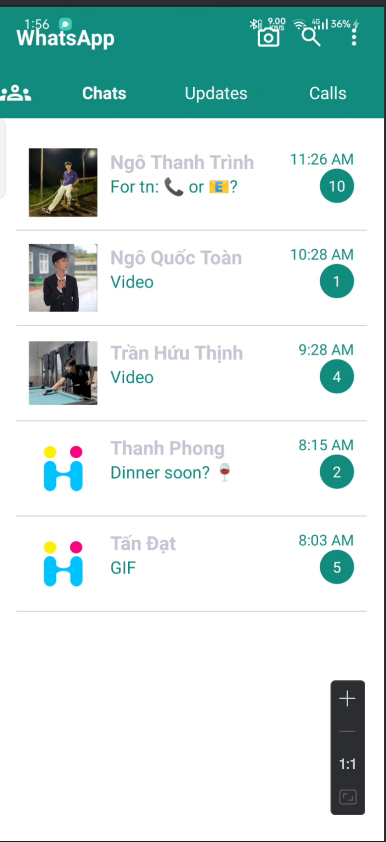 1:56 9.00 KB/S 4G 36%
WhatsApp
Chats Updates Calls
Ngô Thanh Trình 11:26 AM
For tn: 📞 or 📧? 10
Ngô Quốc Toàn 10:28 AM
Video 1
Trần Hứu Thịnh 9:28 AM
Video 4
Thanh Phong 8:15 AM
Dinner soon? 🍷 2
Tấn Đạt 8:03 AM
GIF 5
1:1